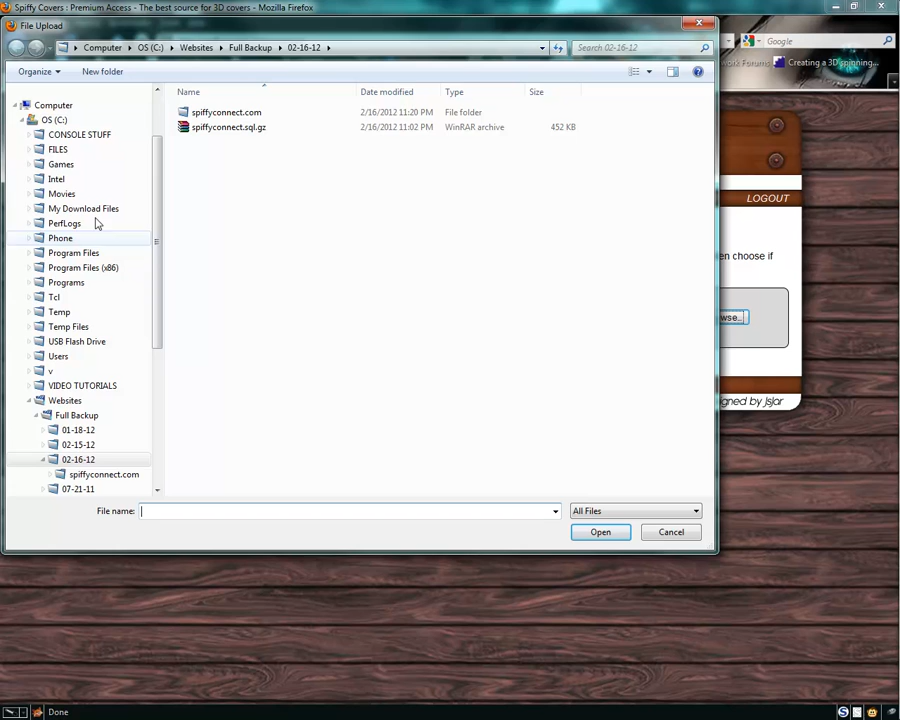 Spiffy Covers : Premium Access - The best source for 3D covers - Mozilla Firefox
File Upload
Computer OS (C:) Websites Full Backup 02-16-12 Search 02-16-12
Google
Organize New folder
work Forums Creating a 3D spinning...
Name Date modified Type Size
spiffyconnect.com 2/16/2012 11:20 PM File folder
spiffyconnect.sql.gz 2/16/2012 11:02 PM WinRAR archive 452 KB
Computer
OS (C:)
CONSOLE STUFF
FILES
Games
Intel
Movies
My Download Files
PerfLogs
Phone
Program Files
Program Files (x86)
Programs
Tcl
Temp
Temp Files
USB Flash Drive
Users
v
VIDEO TUTORIALS
Websites
Full Backup
01-18-12
02-15-12
02-16-12
spiffyconnect.com
07-21-11
LOGOUT
en choose if
wse...
esigned by jsjar
File name: All Files
Open Cancel
Done